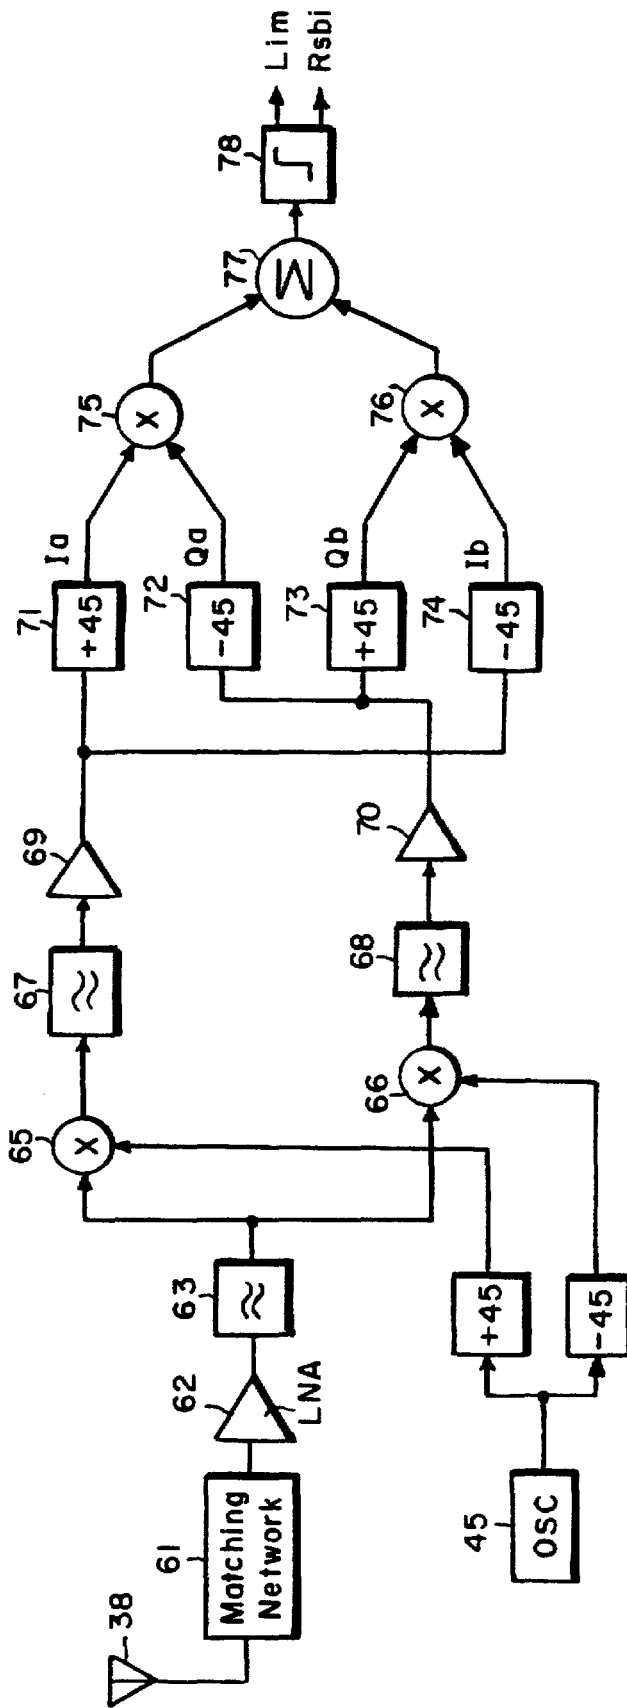 38
61
Matching
Network
62
LNA
63
45
OSC
+45
-45
65
X
66
X
67
≈
68
≈
69
70
71
+45
Ia
72
-45
Qa
73
+45
Qb
74
-45
Ib
75
X
76
X
77
Σ
78
Lim
Rsbi